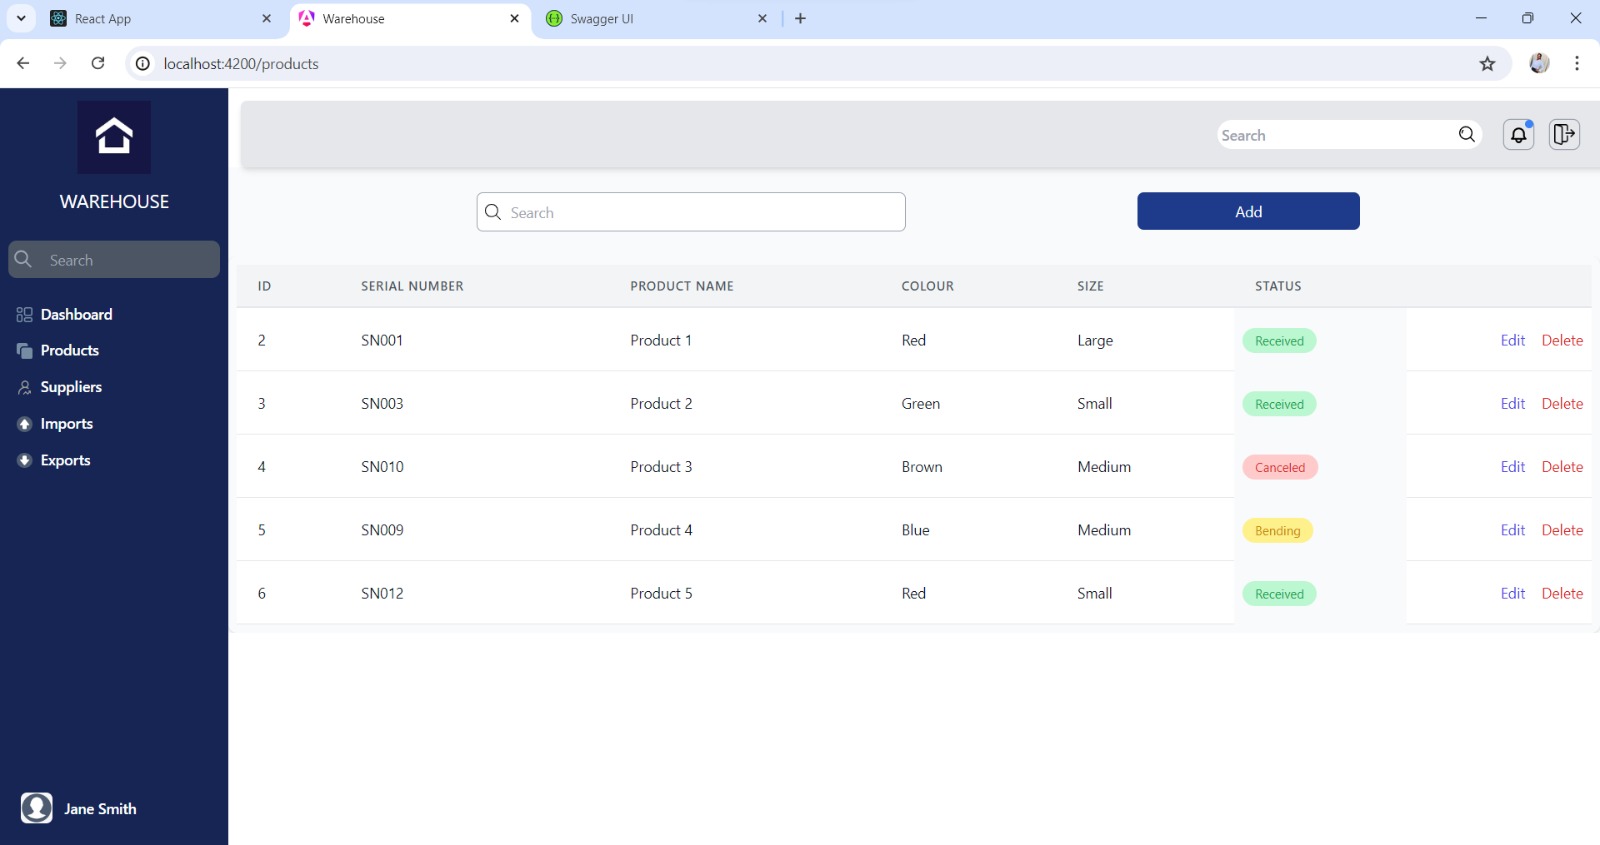 React App
Warehouse
Swagger UI
localhost:4200/products
WAREHOUSE
Search
Dashboard
Products
Suppliers
Imports
Exports
Jane Smith
Search
Search
Add
ID SERIAL NUMBER PRODUCT NAME COLOUR SIZE STATUS
2 SN001 Product 1 Red Large Received Edit Delete
3 SN003 Product 2 Green Small Received Edit Delete
4 SN010 Product 3 Brown Medium Canceled Edit Delete
5 SN009 Product 4 Blue Medium Bending Edit Delete
6 SN012 Product 5 Red Small Received Edit Delete